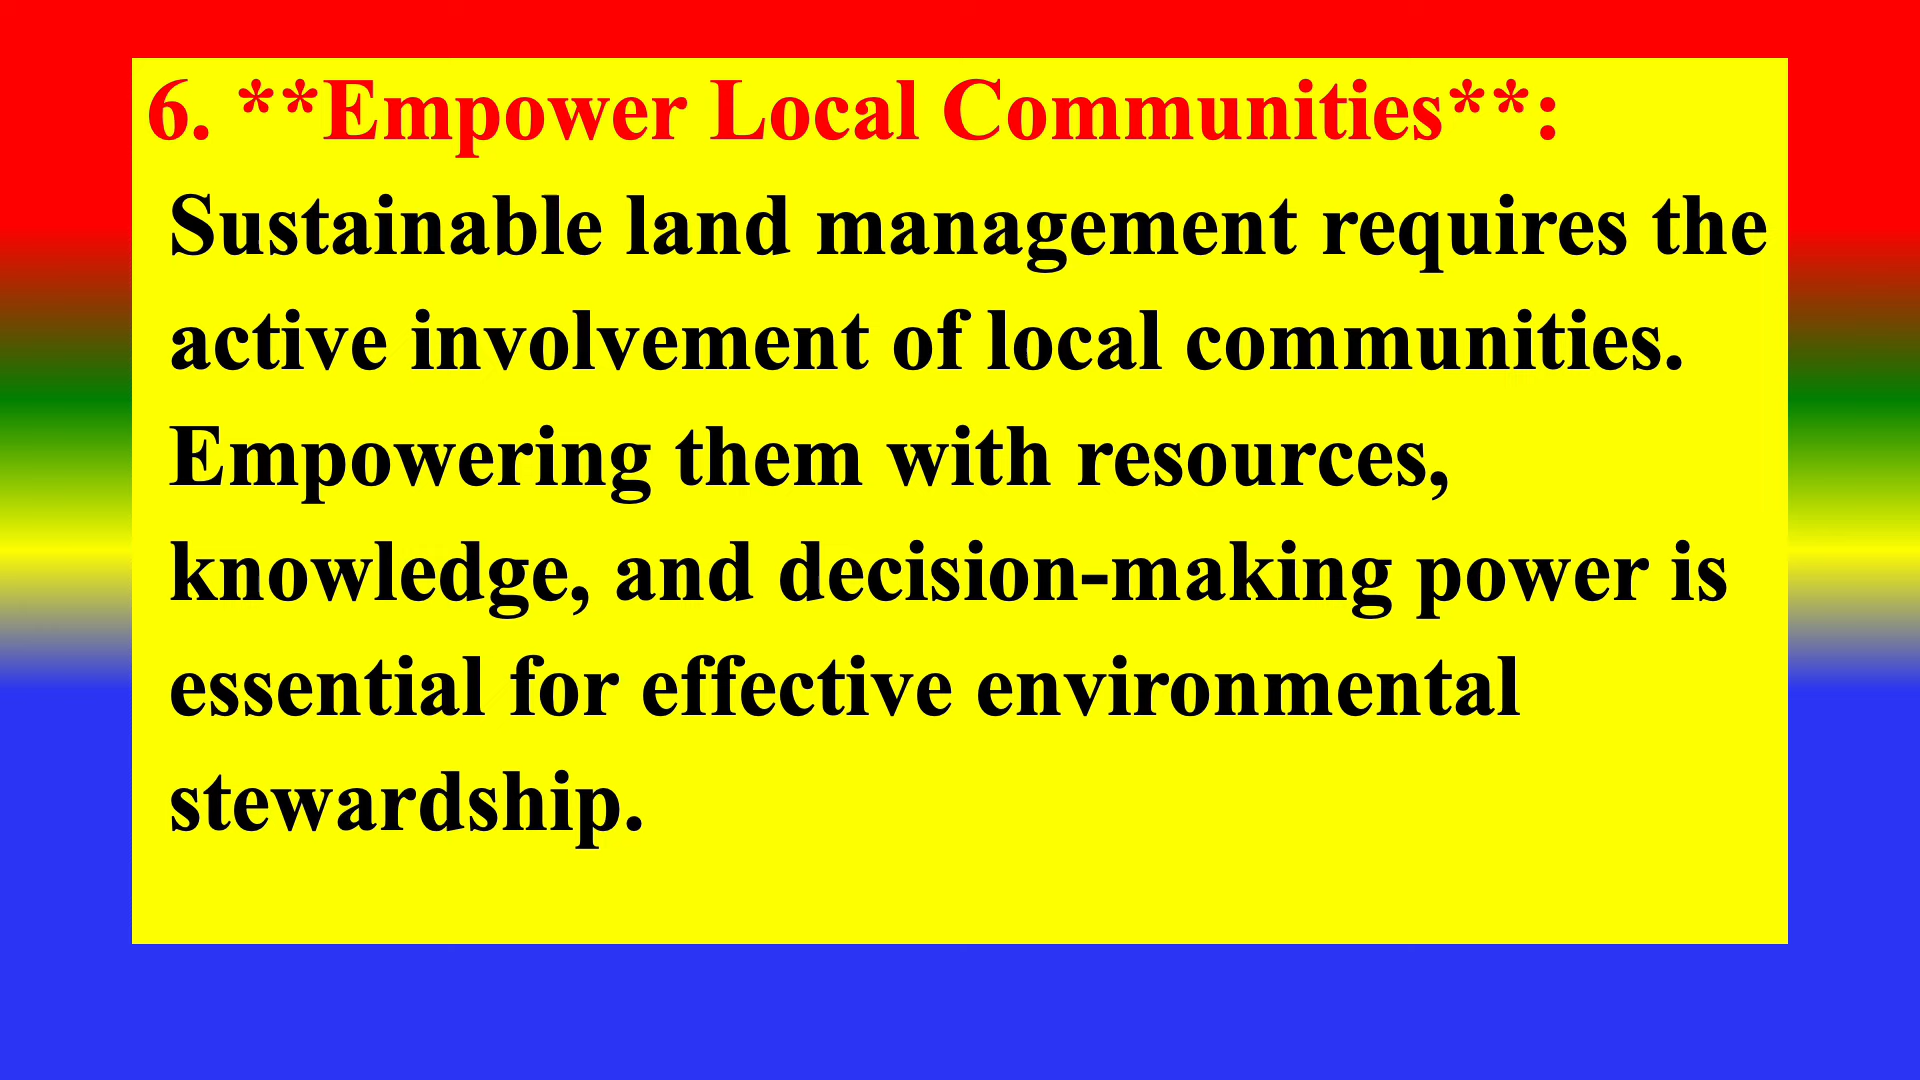 6. **Empower Local Communities**:
Sustainable land management requires the
active involvement of local communities.
Empowering them with resources,
knowledge, and decision-making power is
essential for effective environmental
stewardship.